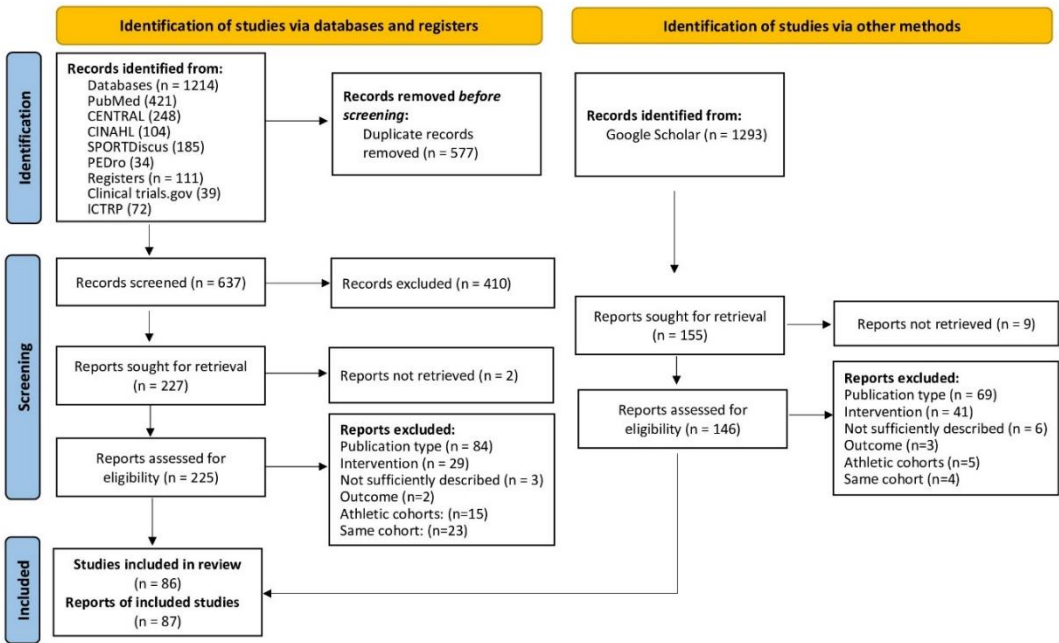 Identification of studies via databases and registers
Identification of studies via other methods
Identification
Records identified from:
Databases (n = 1214)
PubMed (421)
CENTRAL (248)
CINAHL (104)
SPORTDiscus (185)
PEDro (34)
Registers (n = 111)
Clinical trials.gov (39)
ICTRP (72)
Records removed before
screening:
Duplicate records
removed (n = 577)
Records identified from:
Google Scholar (n = 1293)
Screening
Records screened (n = 637)
Records excluded (n = 410)
Reports sought for retrieval
(n = 227)
Reports not retrieved (n = 2)
Reports assessed for
eligibility (n = 225)
Reports excluded:
Publication type (n = 84)
Intervention (n = 29)
Not sufficiently described (n = 3)
Outcome (n=2)
Athletic cohorts: (n=15)
Same cohort: (n=23)
Reports sought for retrieval
(n = 155)
Reports not retrieved (n = 9)
Reports assessed for
eligibility (n = 146)
Reports excluded:
Publication type (n = 69)
Intervention (n = 41)
Not sufficiently described (n = 6)
Outcome (n=3)
Athletic cohorts (n=5)
Same cohort (n=4)
Included
Studies included in review
(n = 86)
Reports of included studies
(n = 87)